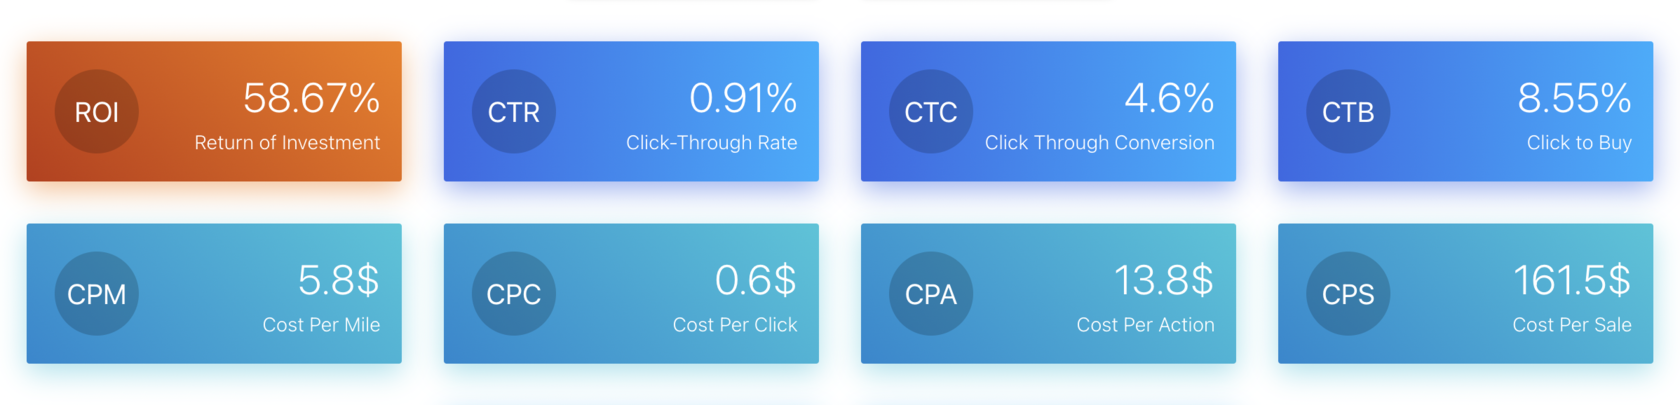 ROI
58.67%
Return of Investment
CTR
0.91%
Click-Through Rate
CTC
4.6%
Click Through Conversion
CTB
8.55%
Click to Buy
CPM
5.8$
Cost Per Mile
CPC
0.6$
Cost Per Click
CPA
13.8$
Cost Per Action
CPS
161.5$
Cost Per Sale